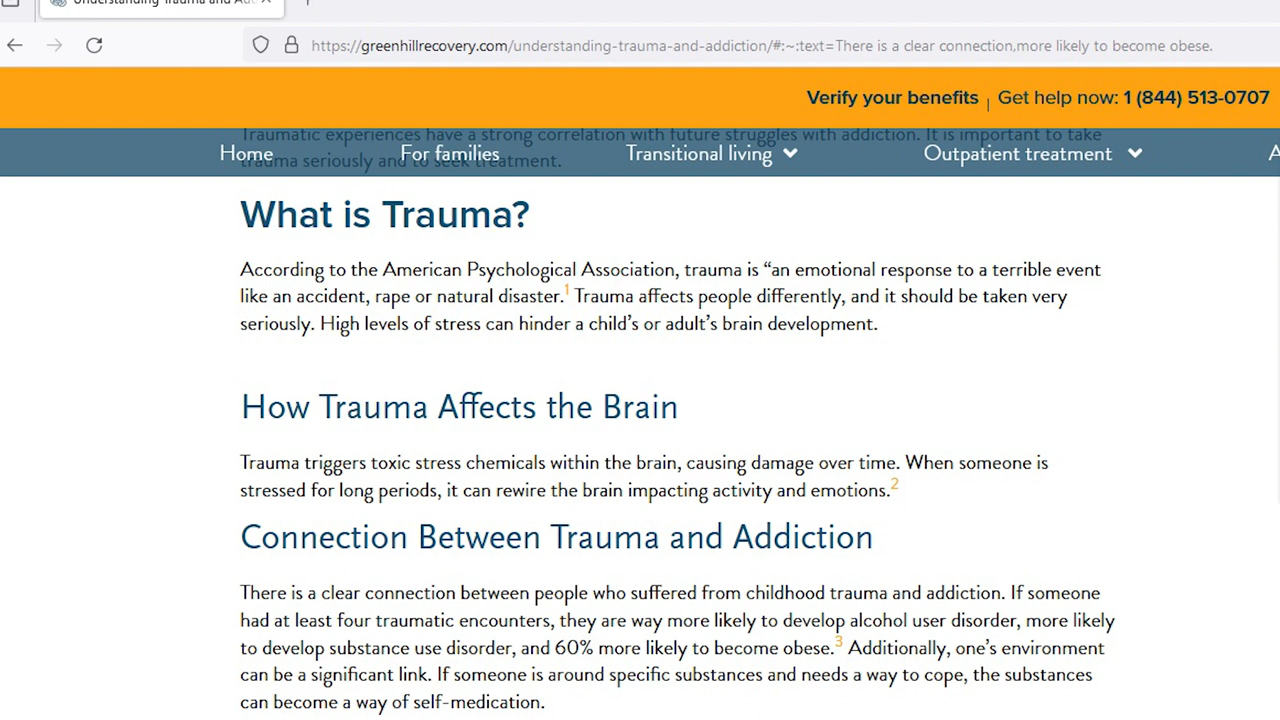 Understanding Trauma and Add
https://greenhillrecovery.com/understanding-trauma-and-addiction/#:~:text=There is a clear connection,more likely to become obese.
Verify your benefits | Get help now: 1 (844) 513-0707
Traumatic experiences have a strong correlation with future struggles with addiction. It is important to take
trauma seriously and to seek treatment.
Home For families Transitional living Outpatient treatment A
What is Trauma?
According to the American Psychological Association, trauma is “an emotional response to a terrible event
like an accident, rape or natural disaster.1 Trauma affects people differently, and it should be taken very
seriously. High levels of stress can hinder a child’s or adult’s brain development.
How Trauma Affects the Brain
Trauma triggers toxic stress chemicals within the brain, causing damage over time. When someone is
stressed for long periods, it can rewire the brain impacting activity and emotions.2
Connection Between Trauma and Addiction
There is a clear connection between people who suffered from childhood trauma and addiction. If someone
had at least four traumatic encounters, they are way more likely to develop alcohol user disorder, more likely
to develop substance use disorder, and 60% more likely to become obese.3 Additionally, one’s environment
can be a significant link. If someone is around specific substances and needs a way to cope, the substances
can become a way of self-medication.